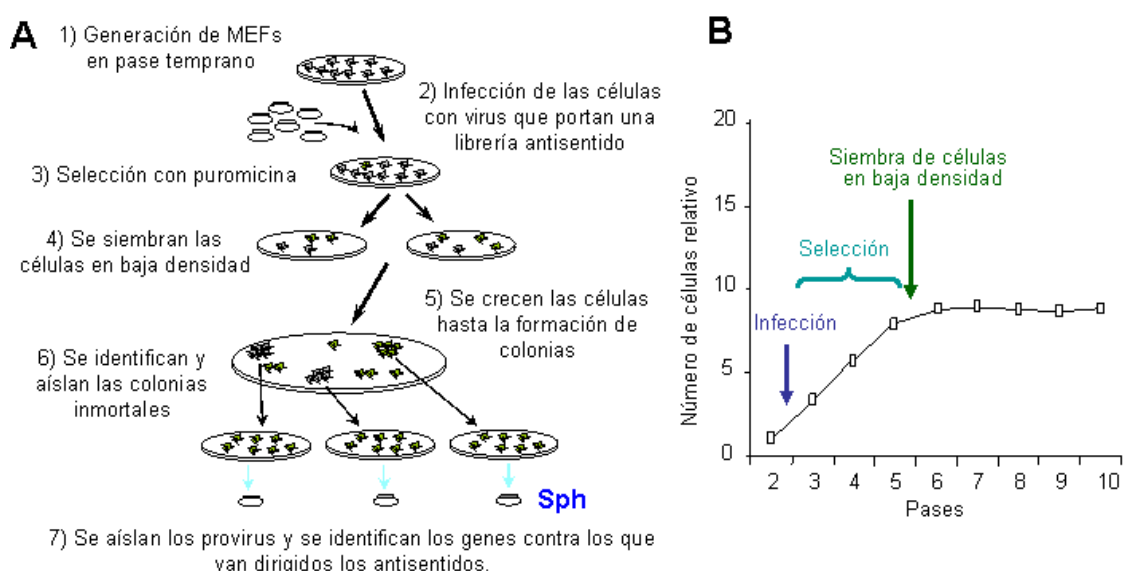 A
1) Generación de MEFs
en pase temprano
2) Infección de las células
con virus que portan una
librería antisentido
3) Selección con puromicina
4) Se siembran las
células en baja densidad
5) Se crecen las células
hasta la formación de
colonias
6) Se identifican y
aíslan las colonias
inmortales
Sph
7) Se aíslan los provirus y se identifican los genes contra los que
van dirigidos los antisentidos.
B
Número de células relativo
20
15
10
5
0
Siembra de células
en baja densidad
Selección
Infección
2 3 4 5 6 7 8 9 10
Pases